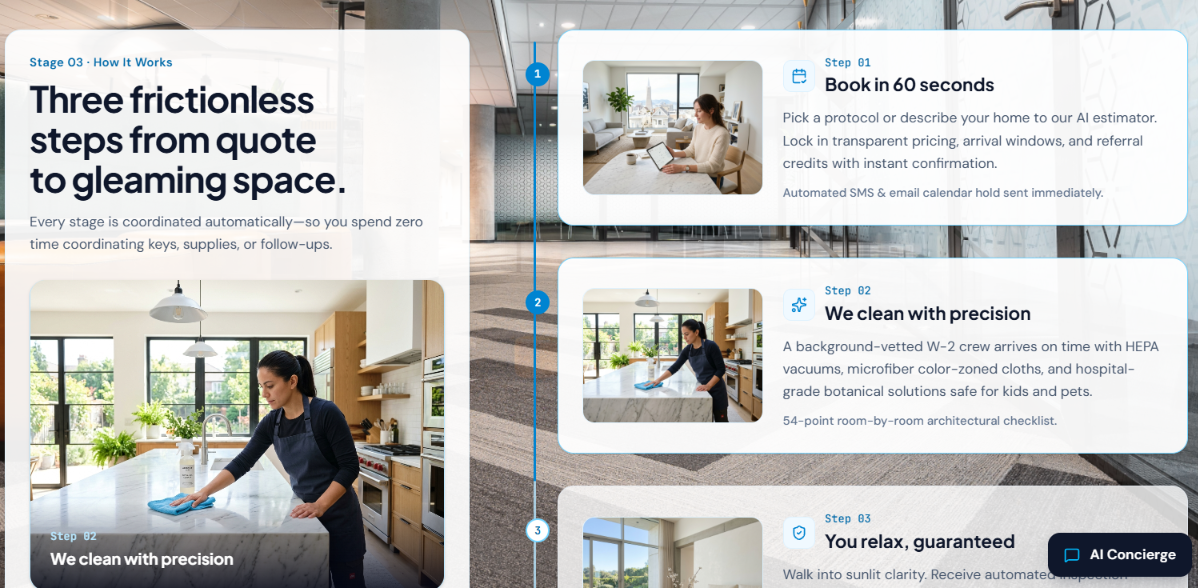 Stage 03 · How It Works
Three frictionless
steps from quote
to gleaming space.
Every stage is coordinated automatically—so you spend zero
time coordinating keys, supplies, or follow-ups.
Step 02
We clean with precision
1
Step 01
Book in 60 seconds
Pick a protocol or describe your home to our AI estimator.
Lock in transparent pricing, arrival windows, and referral
credits with instant confirmation.
Automated SMS & email calendar hold sent immediately.
2
Step 02
We clean with precision
A background-vetted W-2 crew arrives on time with HEPA
vacuums, microfiber color-zoned cloths, and hospital-
grade botanical solutions safe for kids and pets.
54-point room-by-room architectural checklist.
3
Step 03
You relax, guaranteed
Walk into sunlit clarity. Receive automated inspection
AI Concierge